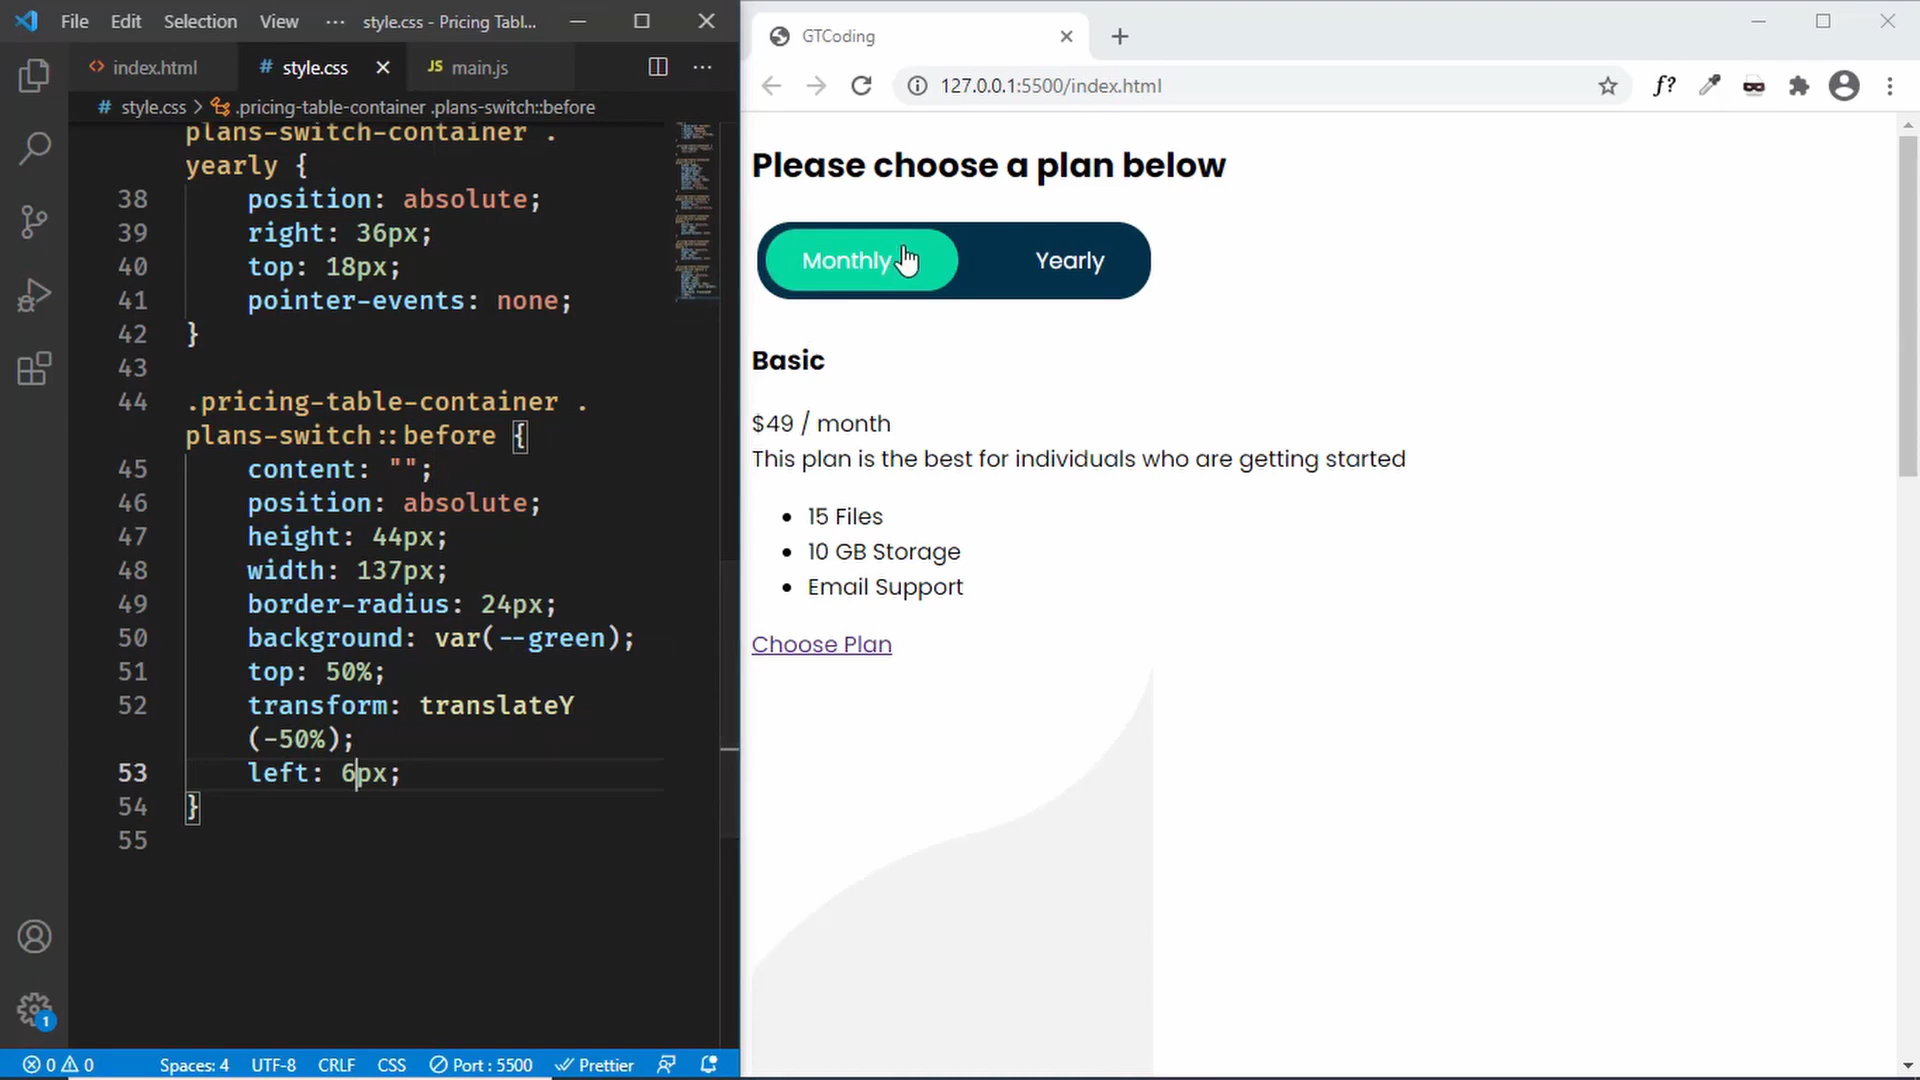 File Edit Selection View ··· style.css - Pricing Tabl...
index.html # style.css JS main.js ···
# style.css > .pricing-table-container .plans-switch::before
plans-switch-container .
yearly {
38 position: absolute;
39 right: 36px;
40 top: 18px;
41 pointer-events: none;
42 }
43
44 .pricing-table-container .
plans-switch::before {
45 content: "";
46 position: absolute;
47 height: 44px;
48 width: 137px;
49 border-radius: 24px;
50 background: var(--green);
51 top: 50%;
52 transform: translateY
(-50%);
53 left: 6px;
54 }
55
1
0 0 Spaces: 4 UTF-8 CRLF CSS Port : 5500 Prettier
GTCoding
127.0.0.1:5500/index.html f?
Please choose a plan below
Monthly Yearly
Basic
$49 / month
This plan is the best for individuals who are getting started
• 15 Files
• 10 GB Storage
• Email Support
Choose Plan